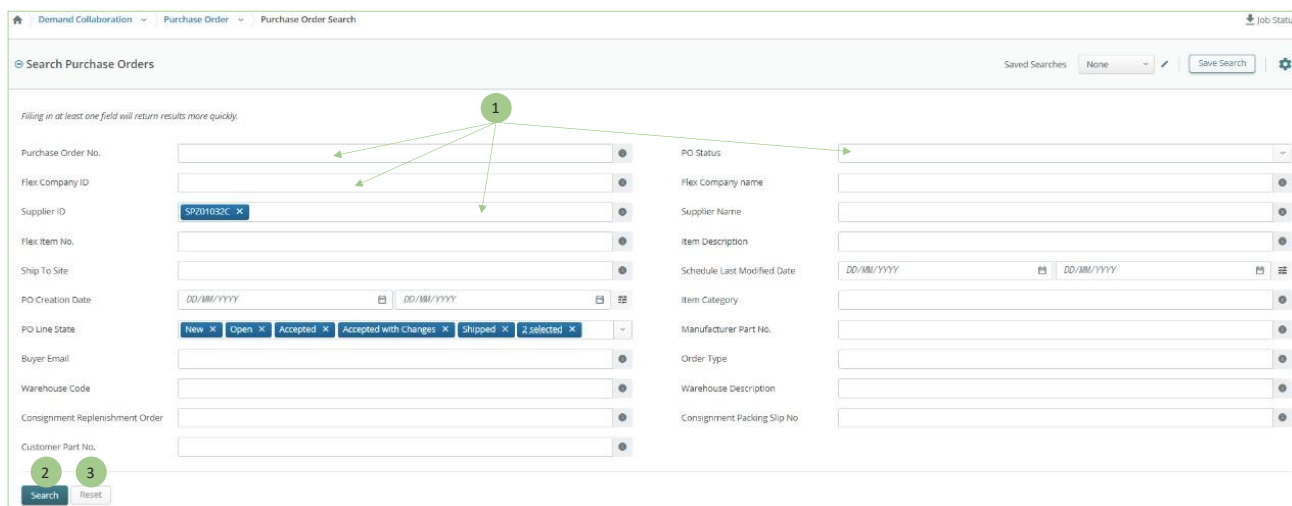 Demand Collaboration Purchase Order Purchase Order Search Job Statu
Search Purchase Orders Saved Searches None Save Search
1
Filling in at least one field will return results more quickly.
Purchase Order No. PO Status
Flex Company ID Flex Company name
Supplier ID SPZ01032C × Supplier Name
Flex Item No. Item Description
Ship To Site Schedule Last Modified Date DD/MM/YYYY DD/MM/YYYY
PO Creation Date DD/MM/YYYY DD/MM/YYYY Item Category
PO Line State New × Open × Accepted × Accepted with Changes × Shipped × 2 selected × Manufacturer Part No.
Buyer Email Order Type
Warehouse Code Warehouse Description
Consignment Replenishment Order Consignment Packing Slip No
Customer Part No.
2 3
Search Reset